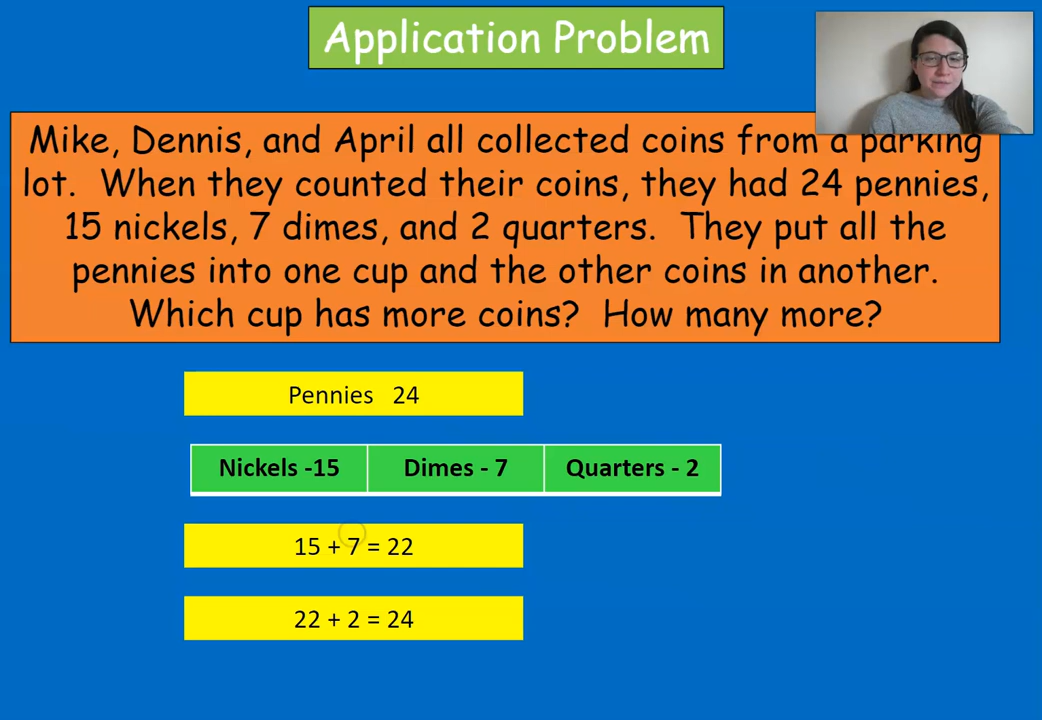 Application Problem
Mike, Dennis, and April all collected coins from a parking
lot. When they counted their coins, they had 24 pennies,
15 nickels, 7 dimes, and 2 quarters. They put all the
pennies into one cup and the other coins in another.
Which cup has more coins? How many more?
Pennies 24
Nickels -15 Dimes - 7 Quarters - 2
15 + 7 = 22
22 + 2 = 24